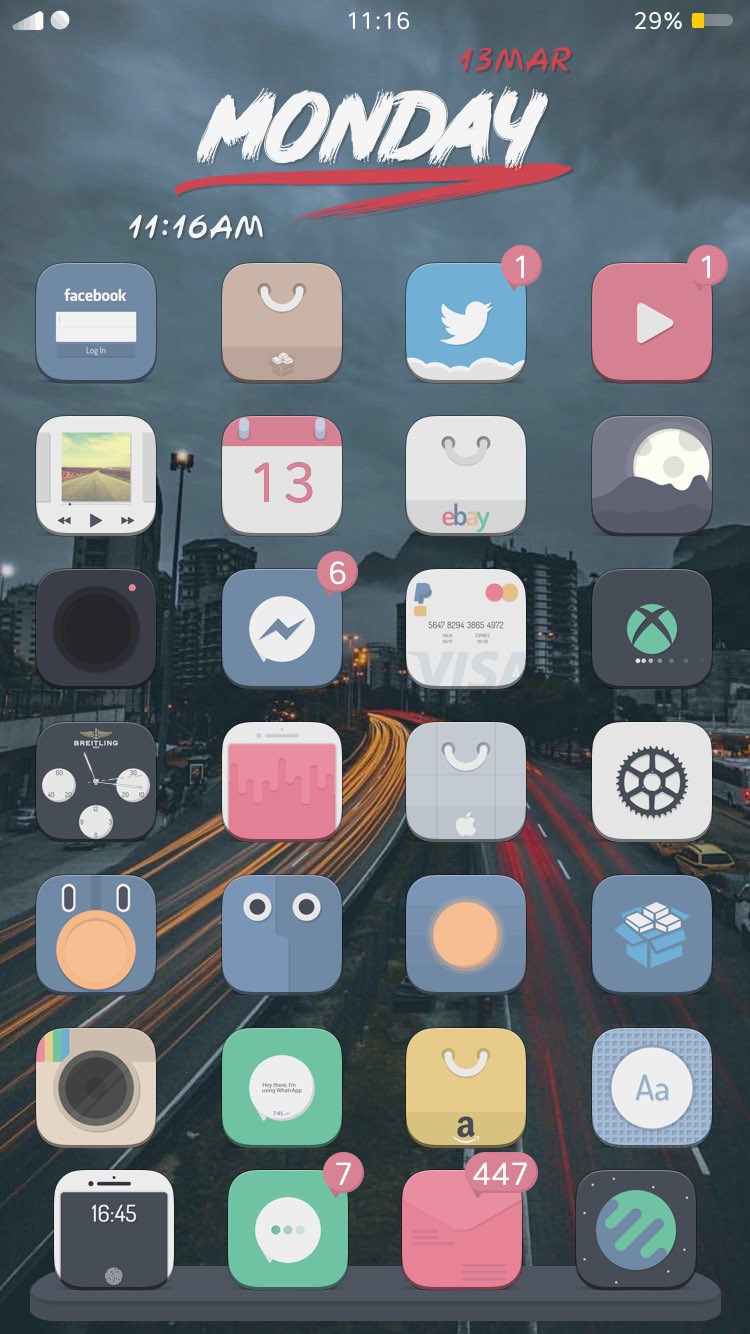 11:16
29%
13MAR
MONDAY
11:16AM
facebook
Log In
1
1
13
ebay
6
5647 8294 3865 4972
VALID
EXPIRES
VISA
BREITLING
60
30
40 20
20 10
12
6
Hey there, I'm
using WhatsApp
7:45
a
Aa
16:45
7
447